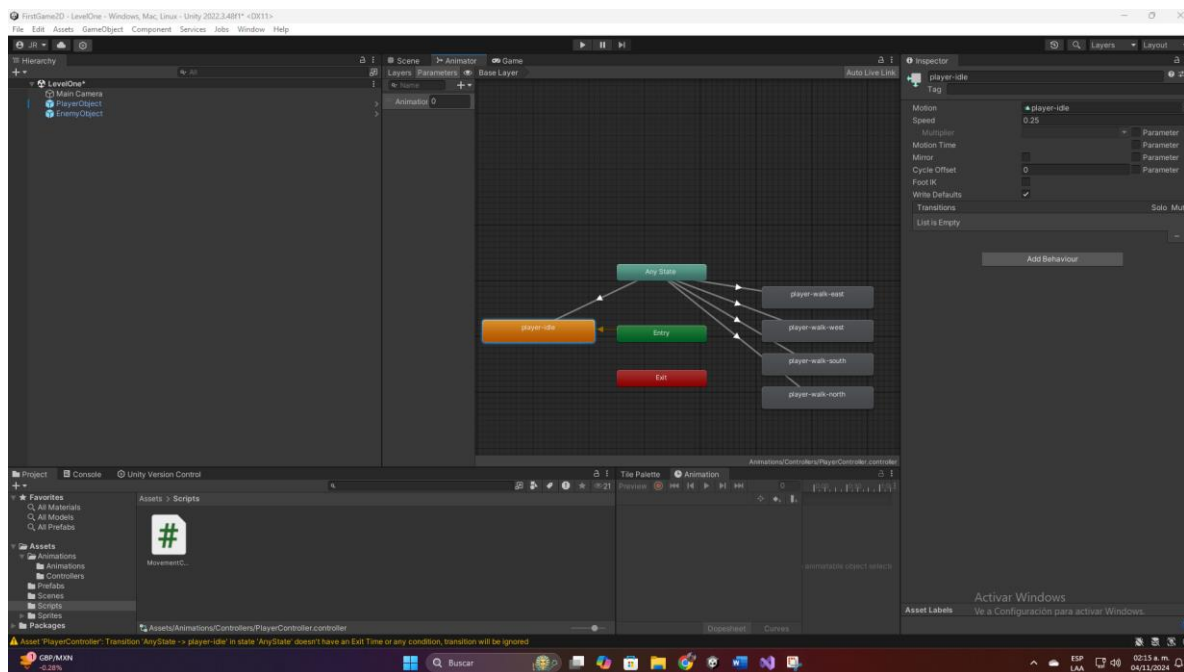 FirstGame2D - LevelOne - Windows, Mac, Linux - Unity 2022.3.48f1* <DX11>
File Edit Assets GameObject Component Services Jobs Window Help
JR Layers Layout
Hierarchy Scene Animator Game Inspector
All Layers Parameters Base Layer Auto Live Link player-idle
LevelOne* Name Tag
Main Camera
PlayerObject Animation 0 Motion player-idle
EnemyObject Speed 0.25
Multiplier Parameter
Motion Time Parameter
Mirror Parameter
Cycle Offset 0 Parameter
Foot IK
Write Defaults
Transitions Solo Mut
List is Empty
Add Behaviour
Any State
player-walk-east
player-idle Entry player-walk-west
player-walk-south
Exit
player-walk-north
Animations/Controllers/PlayerController.controller
Project Console Unity Version Control Tile Palette Animation
21 Preview 0
Favorites Assets > Scripts
All Materials
All Models
All Prefabs
Assets #
Animations MovementC...
Animations
Controllers
Prefabs
Scenes Activar Windows
Scripts Asset Labels Ve a Configuración para activar Windows.
Sprites
Packages Assets/Animations/Controllers/PlayerController.controller Dopesheet Curves
Asset 'PlayerController': Transition 'AnyState -> player-idle' in state 'AnyState' doesn't have an Exit Time or any condition, transition will be ignored
GBP/MXN Buscar ESP 02:15 a. m.
-0.28% LAA 04/11/2024